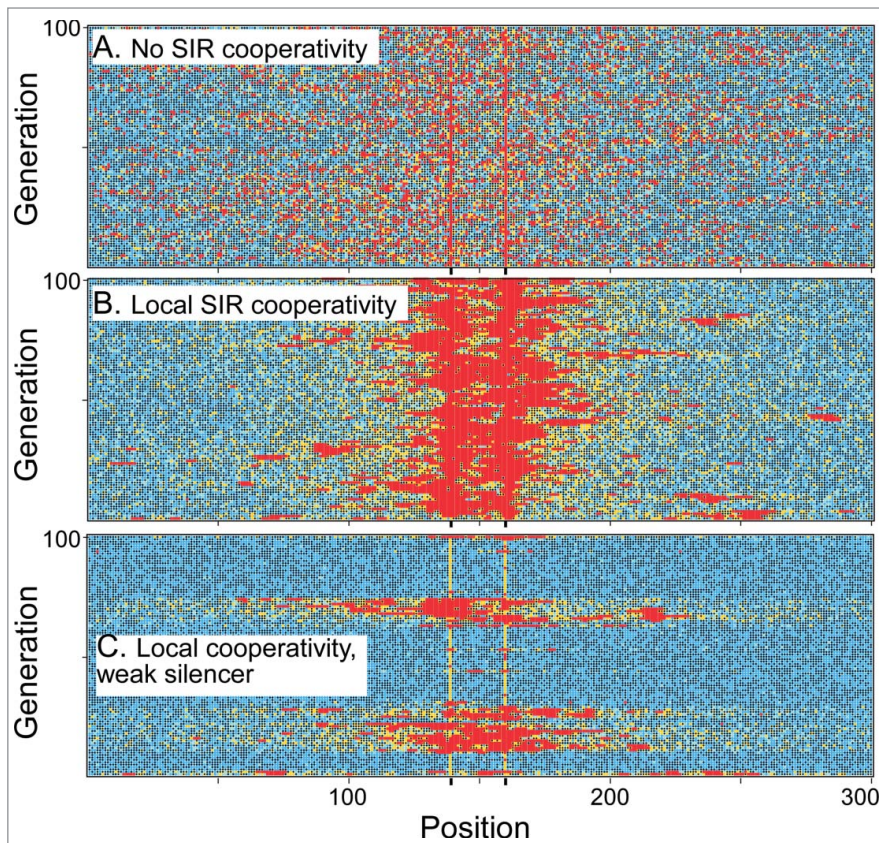 100
A. No SIR cooperativity
Generation
100
B. Local SIR cooperativity
Generation
100
C. Local cooperativity,
weak silencer
Generation
100
200
300
Position